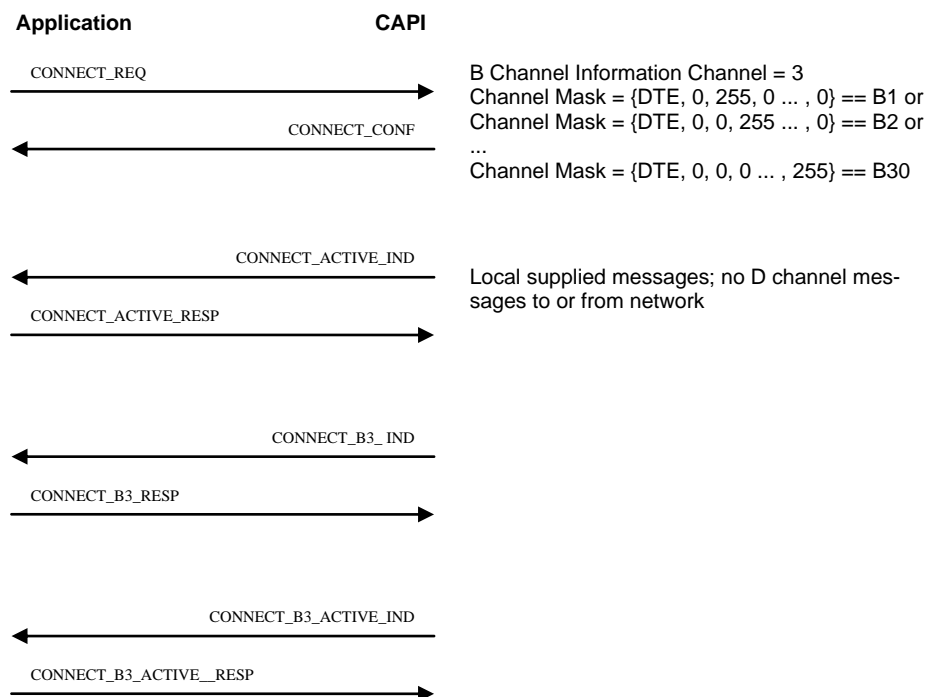 Application CAPI
CONNECT_REQ
B Channel Information Channel = 3
Channel Mask = {DTE, 0, 255, 0 ... , 0} == B1 or
CONNECT_CONF
Channel Mask = {DTE, 0, 0, 255 ... , 0} == B2 or
...
Channel Mask = {DTE, 0, 0, 0 ... , 255} == B30
CONNECT_ACTIVE_IND
Local supplied messages; no D channel mes-
sages to or from network
CONNECT_ACTIVE_RESP
CONNECT_B3_ IND
CONNECT_B3_RESP
CONNECT_B3_ACTIVE_IND
CONNECT_B3_ACTIVE__RESP